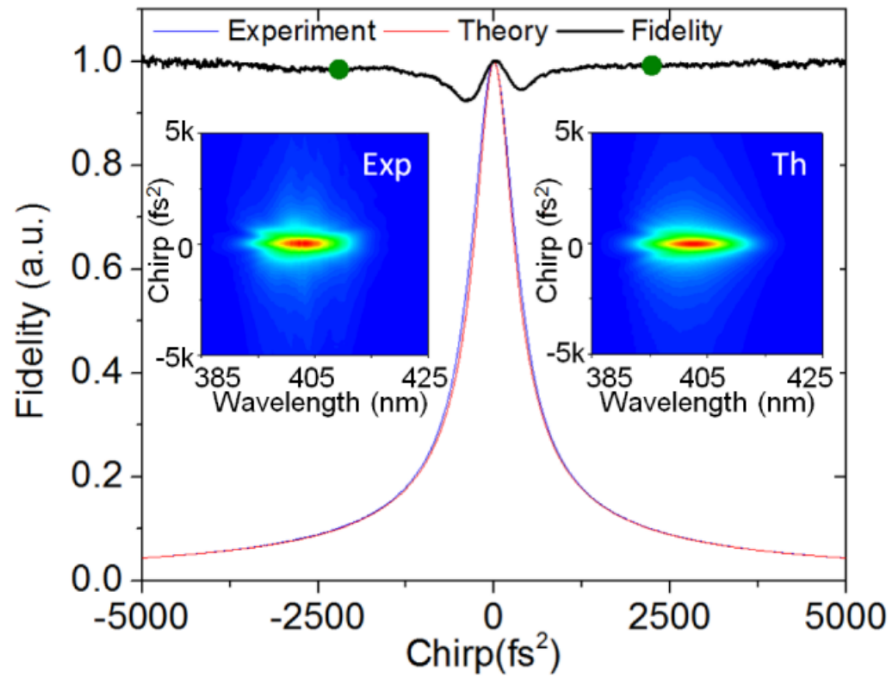 Experiment Theory Fidelity
1.0
0.8
0.6
0.4
0.2
0.0
Fidelity (a.u.)
5k
0
-5k
Chirp (fs²)
Exp
385 405 425
Wavelength (nm)
5k
0
-5k
Chirp (fs²)
Th
385 405 425
Wavelength (nm)
-5000 -2500 0 2500 5000
Chirp(fs²)